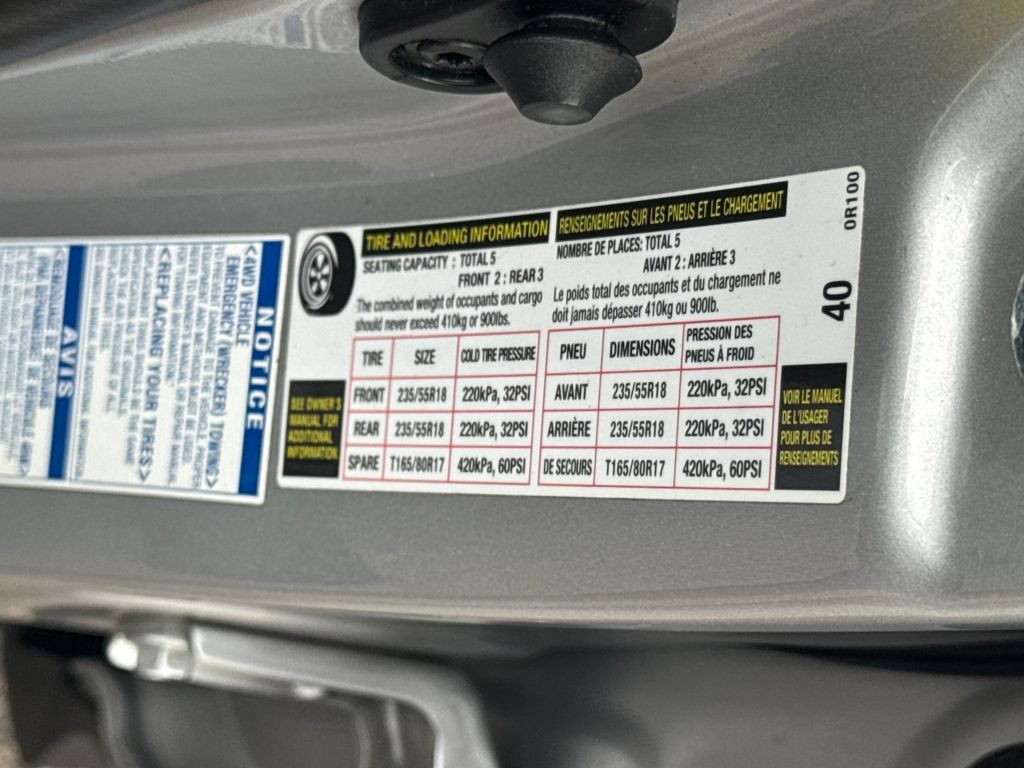 NOTICE
<4WD VEHICLE
EMERGENCY (WRECKER) TOWING>
<REPLACING YOUR TIRES>
AVIS
TIRE AND LOADING INFORMATION
SEATING CAPACITY : TOTAL 5
FRONT 2 : REAR 3
The combined weight of occupants and cargo
should never exceed 410kg or 900lbs.
TIRE SIZE COLD TIRE PRESSURE
FRONT 235/55R18 220kPa, 32PSI
REAR 235/55R18 220kPa, 32PSI
SPARE T165/80R17 420kPa, 60PSI
SEE OWNER'S
MANUAL FOR
ADDITIONAL
INFORMATION
RENSEIGNEMENTS SUR LES PNEUS ET LE CHARGEMENT
NOMBRE DE PLACES: TOTAL 5
AVANT 2 : ARRIÈRE 3
Le poids total des occupants et du chargement ne
doit jamais dépasser 410kg ou 900lb.
PNEU DIMENSIONS PRESSION DES
PNEUS À FROID
AVANT 235/55R18 220kPa, 32PSI
ARRIÈRE 235/55R18 220kPa, 32PSI
DE SECOURS T165/80R17 420kPa, 60PSI
VOIR LE MANUEL
DE L'USAGER
POUR PLUS DE
RENSEIGNEMENTS
0R100
40